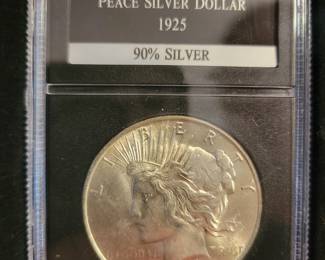 PEACE SILVER DOLLAR
1925
90% SILVER
LIBERTY